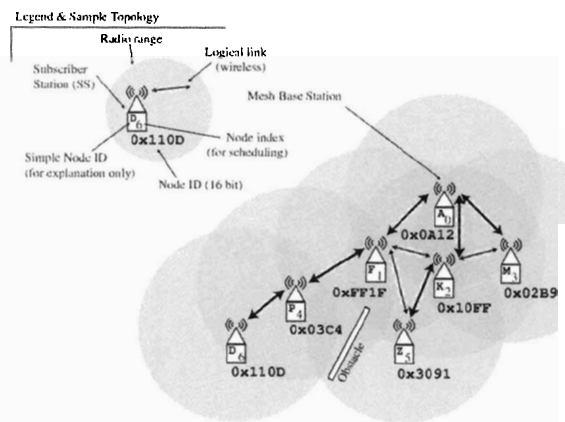 Legend & Sample Topology
Radio range
Subscriber
Station (SS)
Logical link
(wireless)
D6
0x110D
Simple Node ID
(for explanation only)
Node index
(for scheduling)
Node ID (16 bit)
Mesh Base Station
A0
0x0A12
F1
0xFF1F
K2
0x10FF
M3
0x02B9
P4
0x03C4
D6
0x110D
Z5
0x3091
Obstacle